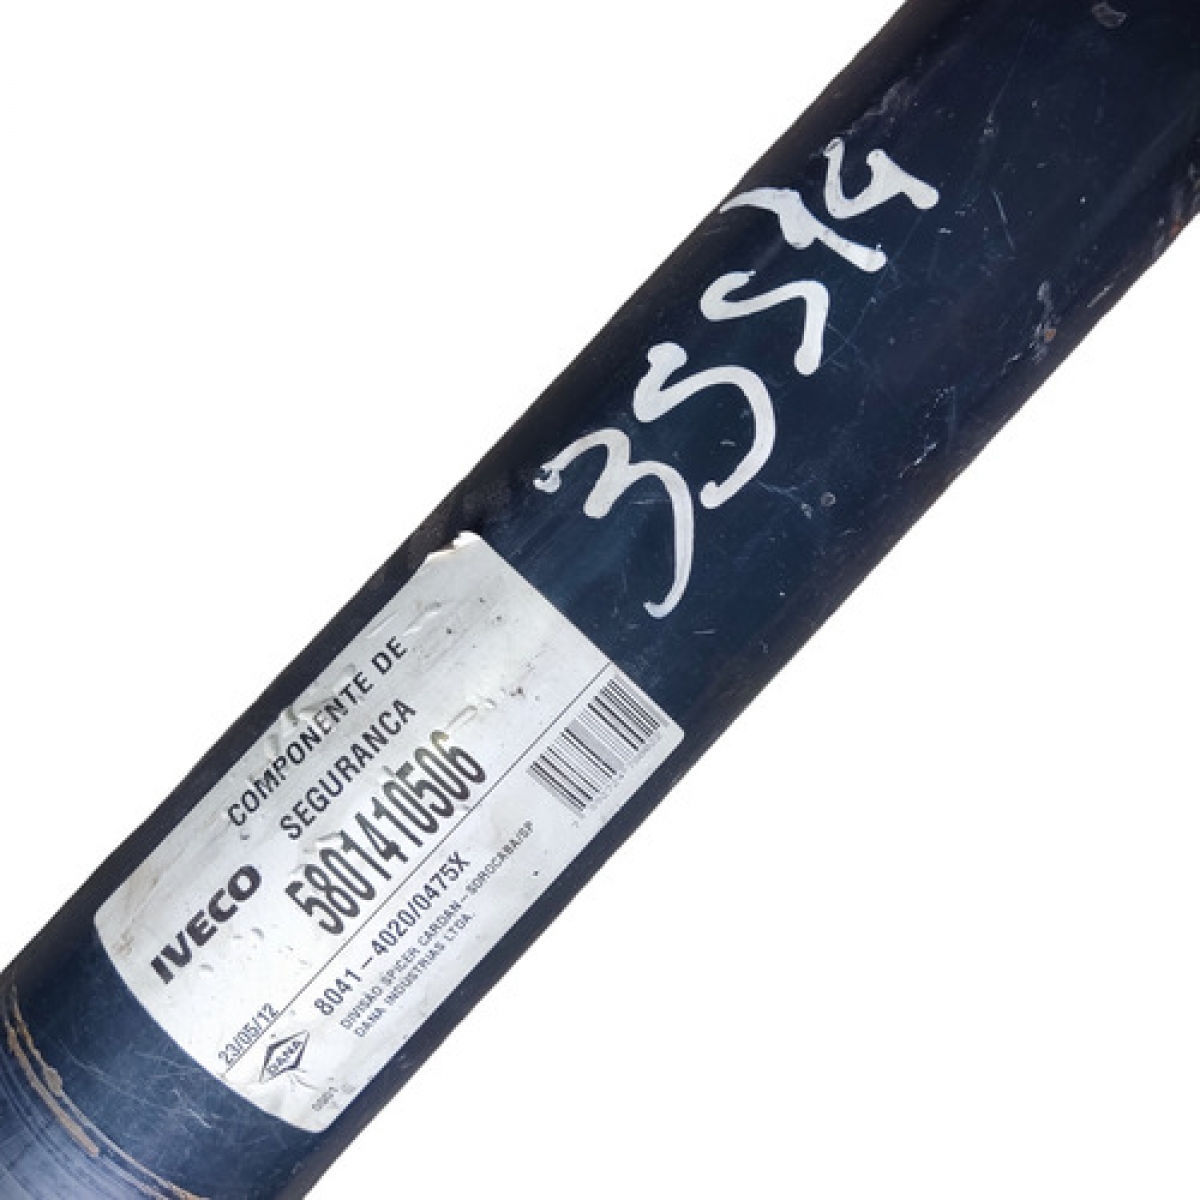 35514
COMPONENTE DE
SEGURANCA
IVECO
5801410506
23/05/12
8041-4020/0475X
DIVISÃO SPICER CARDAN-SOROCABA/SP
DANA INDUSTRIAS LTDA
DANA